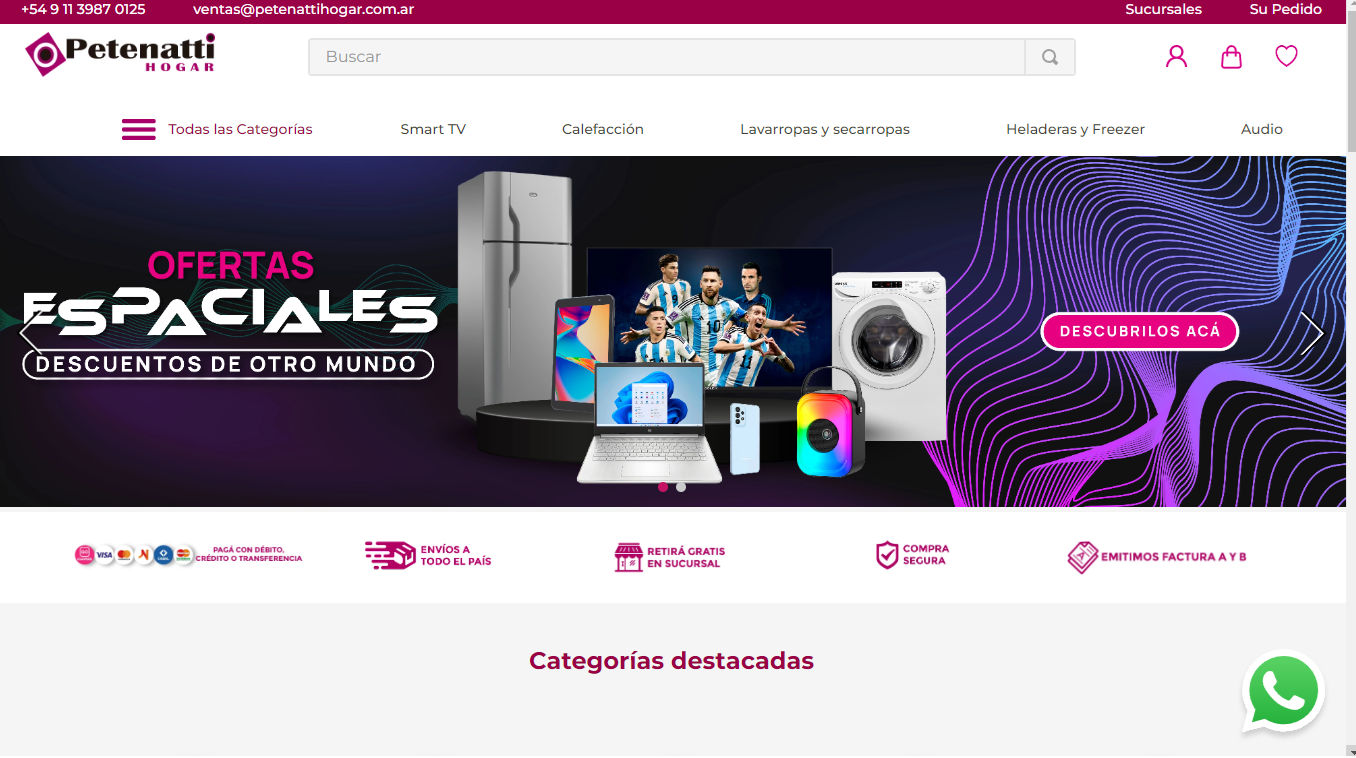 +54 9 11 3987 0125
ventas@petenattihogar.com.ar
Sucursales
Su Pedido
Petenatti
HOGAR
Buscar
Todas las Categorías
Smart TV
Calefacción
Lavarropas y secarropas
Heladeras y Freezer
Audio
OFERTAS
ESPACIALES
DESCUENTOS DE OTRO MUNDO
10
DESCUBRILOS ACÁ
VISA
PAGÁ CON DÉBITO,
CRÉDITO O TRANSFERENCIA
ENVÍOS A
TODO EL PAÍS
RETIRÁ GRATIS
EN SUCURSAL
COMPRA
SEGURA
EMITIMOS FACTURA A Y B
Categorías destacadas